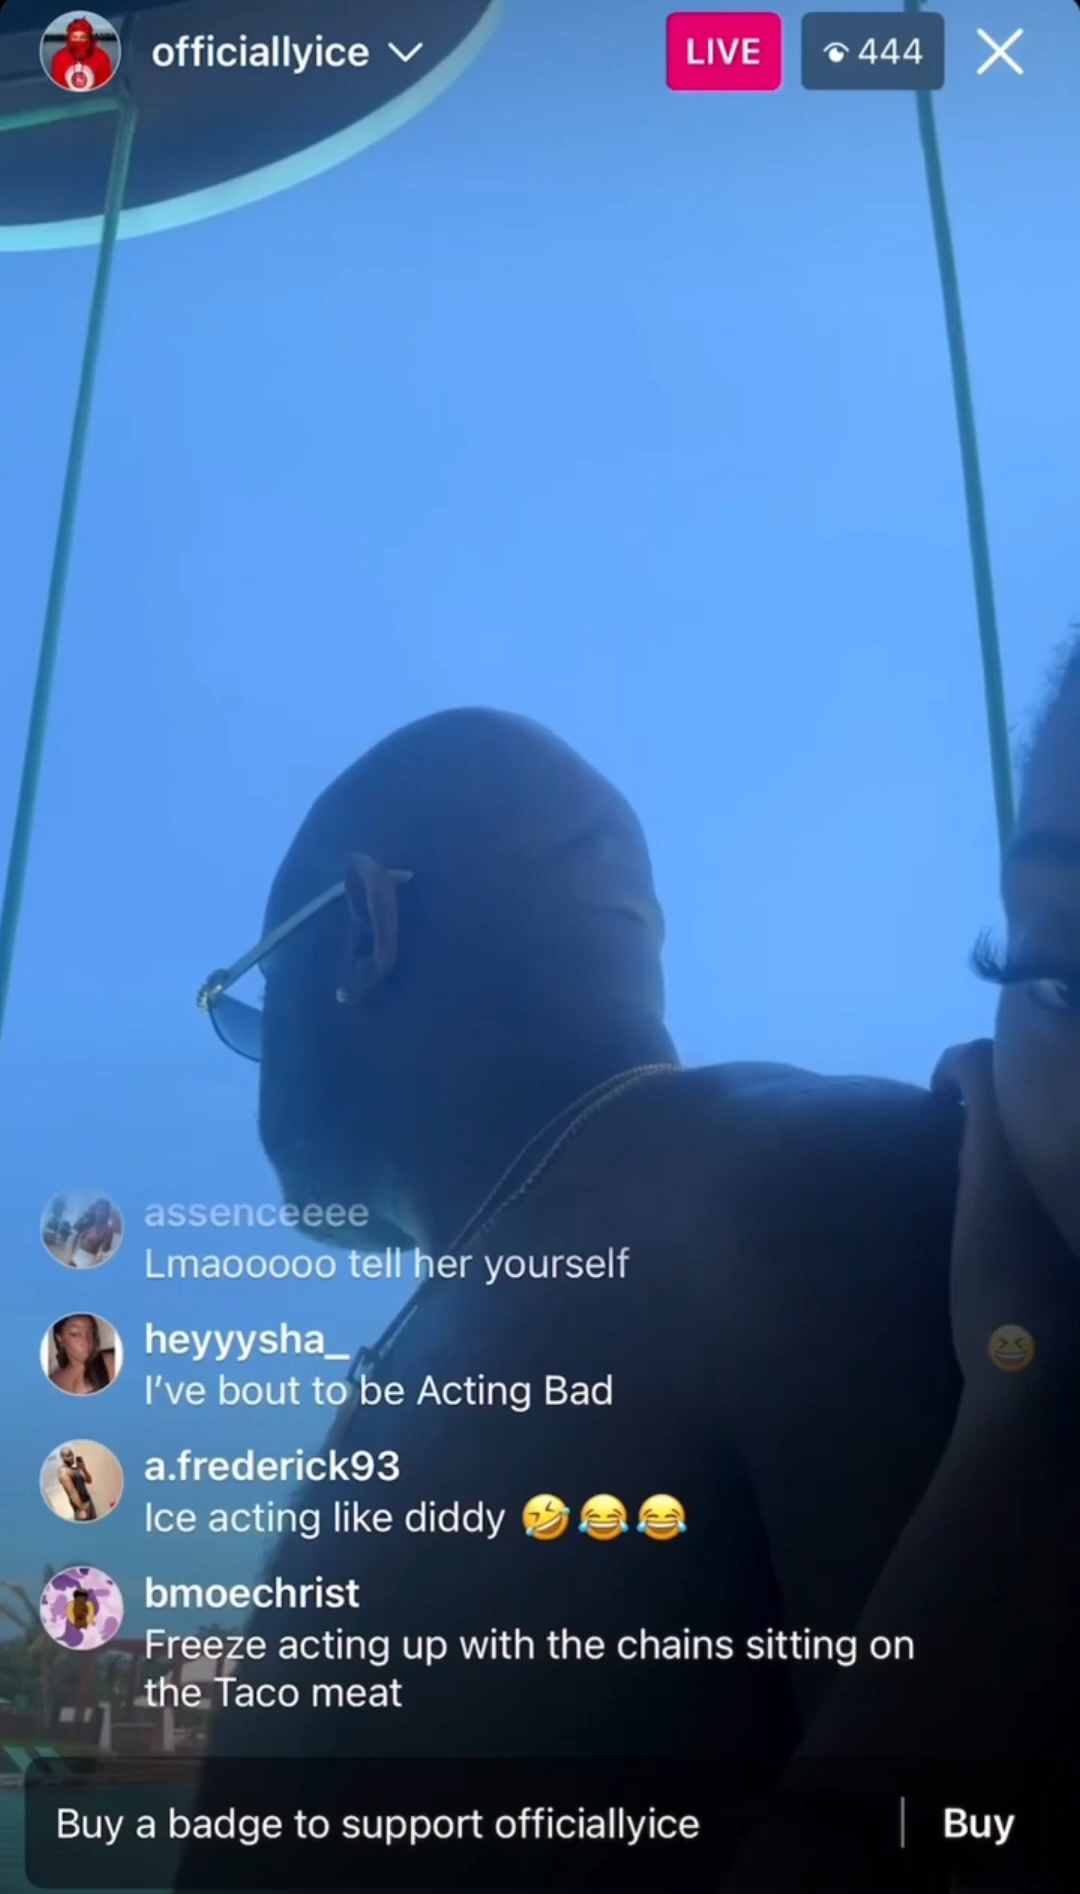 officiallyice
LIVE
444
assenceeee
Lmaooooo tell her yourself
heyyysha_
I’ve bout to be Acting Bad
a.frederick93
Ice acting like diddy 🤣😂😂
bmoechrist
Freeze acting up with the chains sitting on
the Taco meat
Buy a badge to support officiallyice
Buy